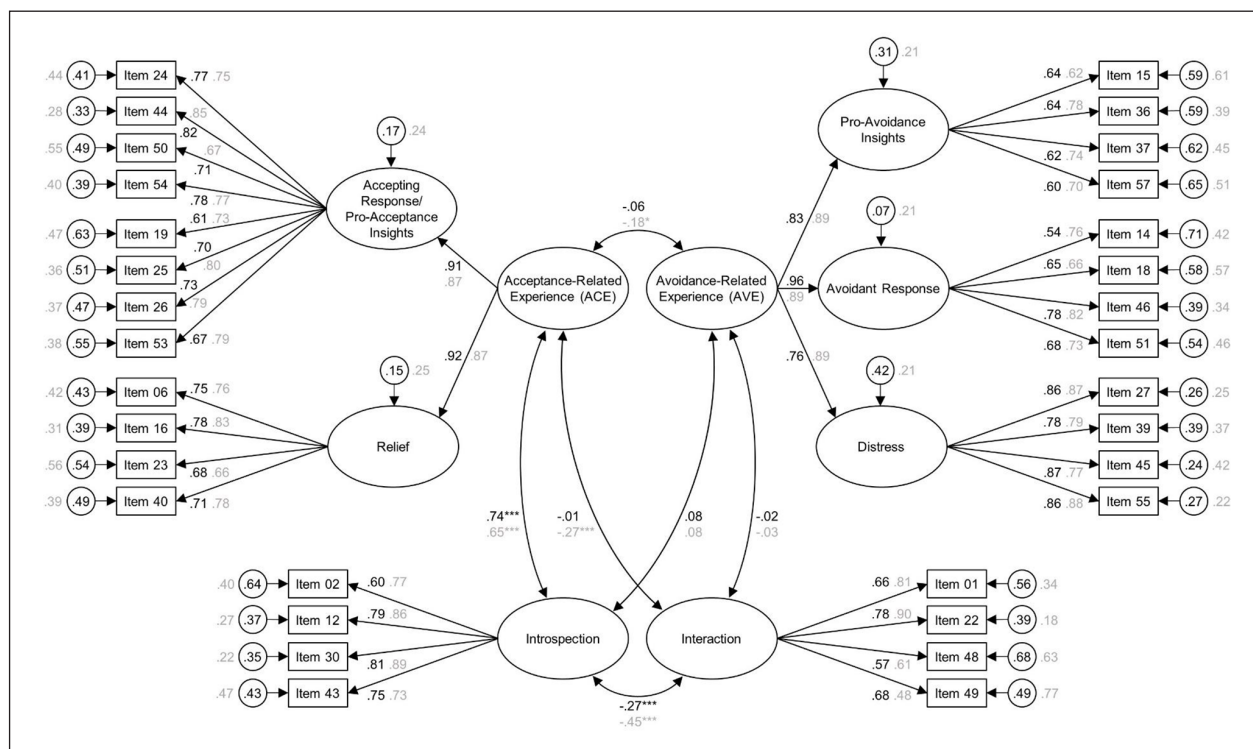 .44 .41 Item 24 .77 .75
.28 .33 Item 44 .85
.82
.55 .49 Item 50 .67
.71
.40 .39 Item 54 .78 .77
.47 .63 Item 19 .61 .73
.36 .51 Item 25 .70 .80
.37 .47 Item 26 .73 .79
.38 .55 Item 53 .67 .79
.17 .24
Accepting
Response/
Pro-Acceptance
Insights
.42 .43 Item 06 .75 .76
.31 .39 Item 16 .78 .83
.56 .54 Item 23 .68 .66
.39 .49 Item 40 .71 .78
.15 .25
Relief
.91
.87
.92 .87
Acceptance-Related
Experience (ACE)
-.06
-.18*
Avoidance-Related
Experience (AVE)
.83 .89
.96
.89
.76 .89
.31 .21
Pro-Avoidance
Insights
.64 .62 Item 15 .59 .61
.64 .78 Item 36 .59 .39
.62 .74 Item 37 .62 .45
.60 .70 Item 57 .65 .51
.07 .21
Avoidant Response
.54 .76 Item 14 .71 .42
.65 .66 Item 18 .58 .57
.78 .82 Item 46 .39 .34
.68 .73 Item 51 .54 .46
.42 .21
Distress
.86 .87 Item 27 .26 .25
.78 .79 Item 39 .39 .37
.87 .77 Item 45 .24 .42
.86 .88 Item 55 .27 .22
.74*** -.01 .08 -.02
.65*** -.27*** .08 -.03
.40 .64 Item 02 .60 .77
.27 .37 Item 12 .79 .86
.22 .35 Item 30 .81 .89
.47 .43 Item 43 .75 .73
Introspection
Interaction
-.27***
-.45***
.66 .81 Item 01 .56 .34
.78 .90 Item 22 .39 .18
.57 .61 Item 48 .68 .63
.68 .48 Item 49 .49 .77